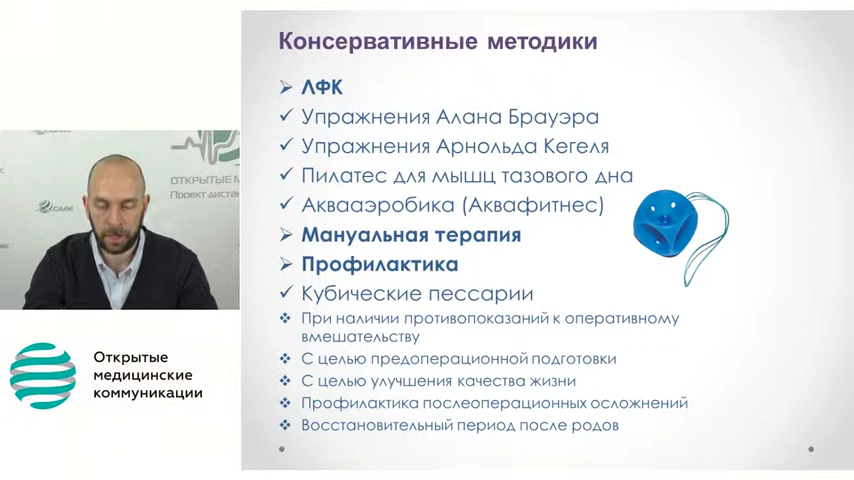 Консервативные методики
ЛФК
Упражнения Алана Брауэра
Упражнения Арнольда Кегеля
Пилатес для мышц тазового дна
Аквааэробика (Аквафитнес)
Мануальная терапия
Профилактика
Кубические пессарии
При наличии противопоказаний к оперативному
вмешательству
С целью предоперационной подготовки
С целью улучшения качества жизни
Профилактика послеоперационных осложнений
Восстановительный период после родов
ОТКРЫТЫЕ М
Проект диста
Открытые
медицинские
коммуникации